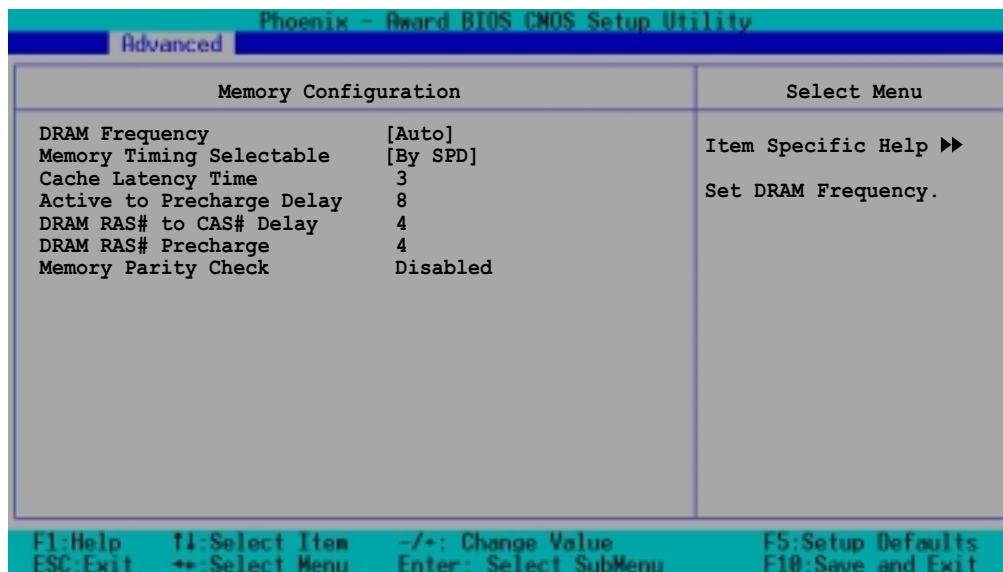 Phoenix - Award BIOS CMOS Setup Utility
Advanced
Memory Configuration
Select Menu
DRAM Frequency [Auto]
Memory Timing Selectable [By SPD]
Cache Latency Time 3
Active to Precharge Delay 8
DRAM RAS# to CAS# Delay 4
DRAM RAS# Precharge 4
Memory Parity Check Disabled
Item Specific Help ▶▶
Set DRAM Frequency.
F1:Help ↑↓:Select Item -/+: Change Value F5:Setup Defaults
ESC:Exit ←→:Select Menu Enter: Select SubMenu F10:Save and Exit